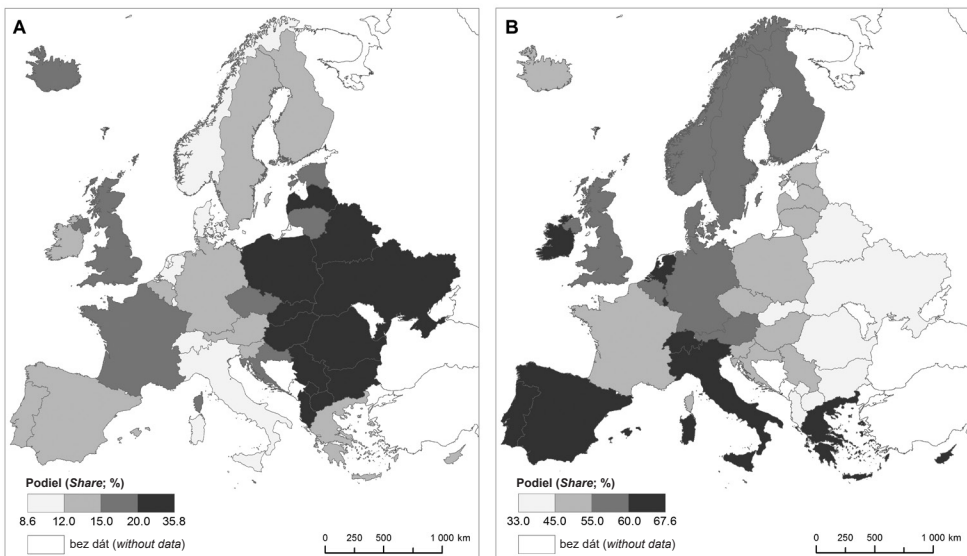 A
Podiel (Share; %)
8.6 12.0 15.0 20.0 35.8
bez dát (without data)
0 500 1 000 km
B
Podiel (Share; %)
33.0 45.0 55.0 60.0 67.6
bez dát (without data)
0 500 1 000 km